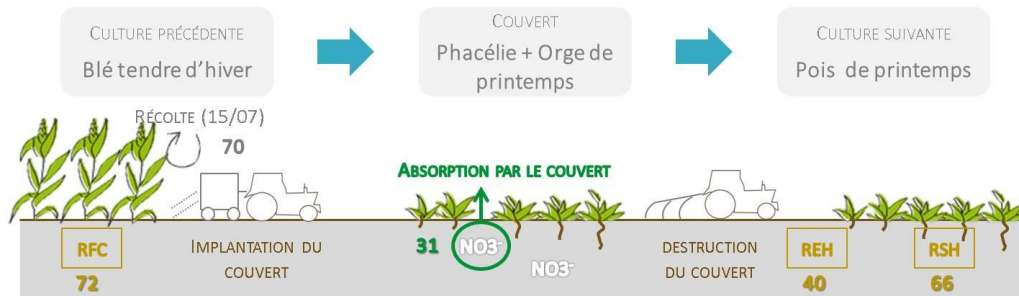 CULTURE PRÉCÉDENTE
Blé tendre d'hiver
COUVERT
Phacélie + Orge de
printemps
CULTURE SUIVANTE
Pois de printemps
RÉCOLTE (15/07)
70
ABSORPTION PAR LE COUVERT
RFC
72
IMPLANTATION DU
COUVERT
31
NO3-
NO3-
DESTRUCTION
DU COUVERT
REH
40
RSH
66